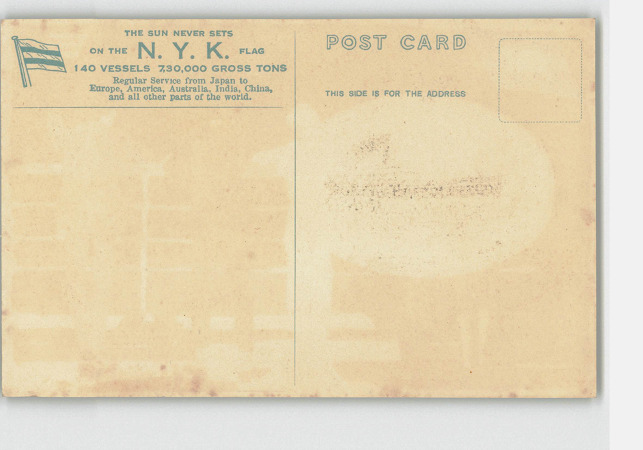 THE SUN NEVER SETS
ON THE N. Y. K. FLAG
140 VESSELS 730,000 GROSS TONS
Regular Service from Japan to
Europe, America, Australia, India, China,
and all other parts of the world.
POST CARD
THIS SIDE IS FOR THE ADDRESS